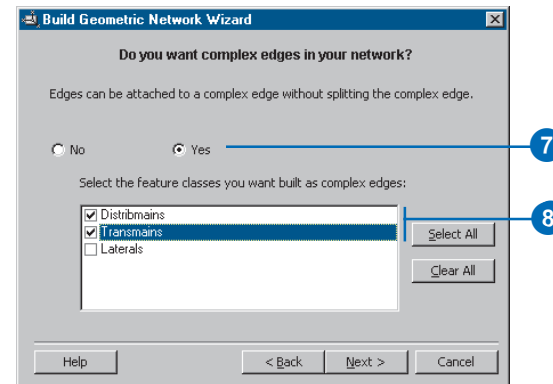 Build Geometric Network Wizard
Do you want complex edges in your network?
Edges can be attached to a complex edge without splitting the complex edge.
No Yes
7
Select the feature classes you want built as complex edges:
Distribmains
8
Transmains
Laterals
Select All
Clear All
Help < Back Next > Cancel